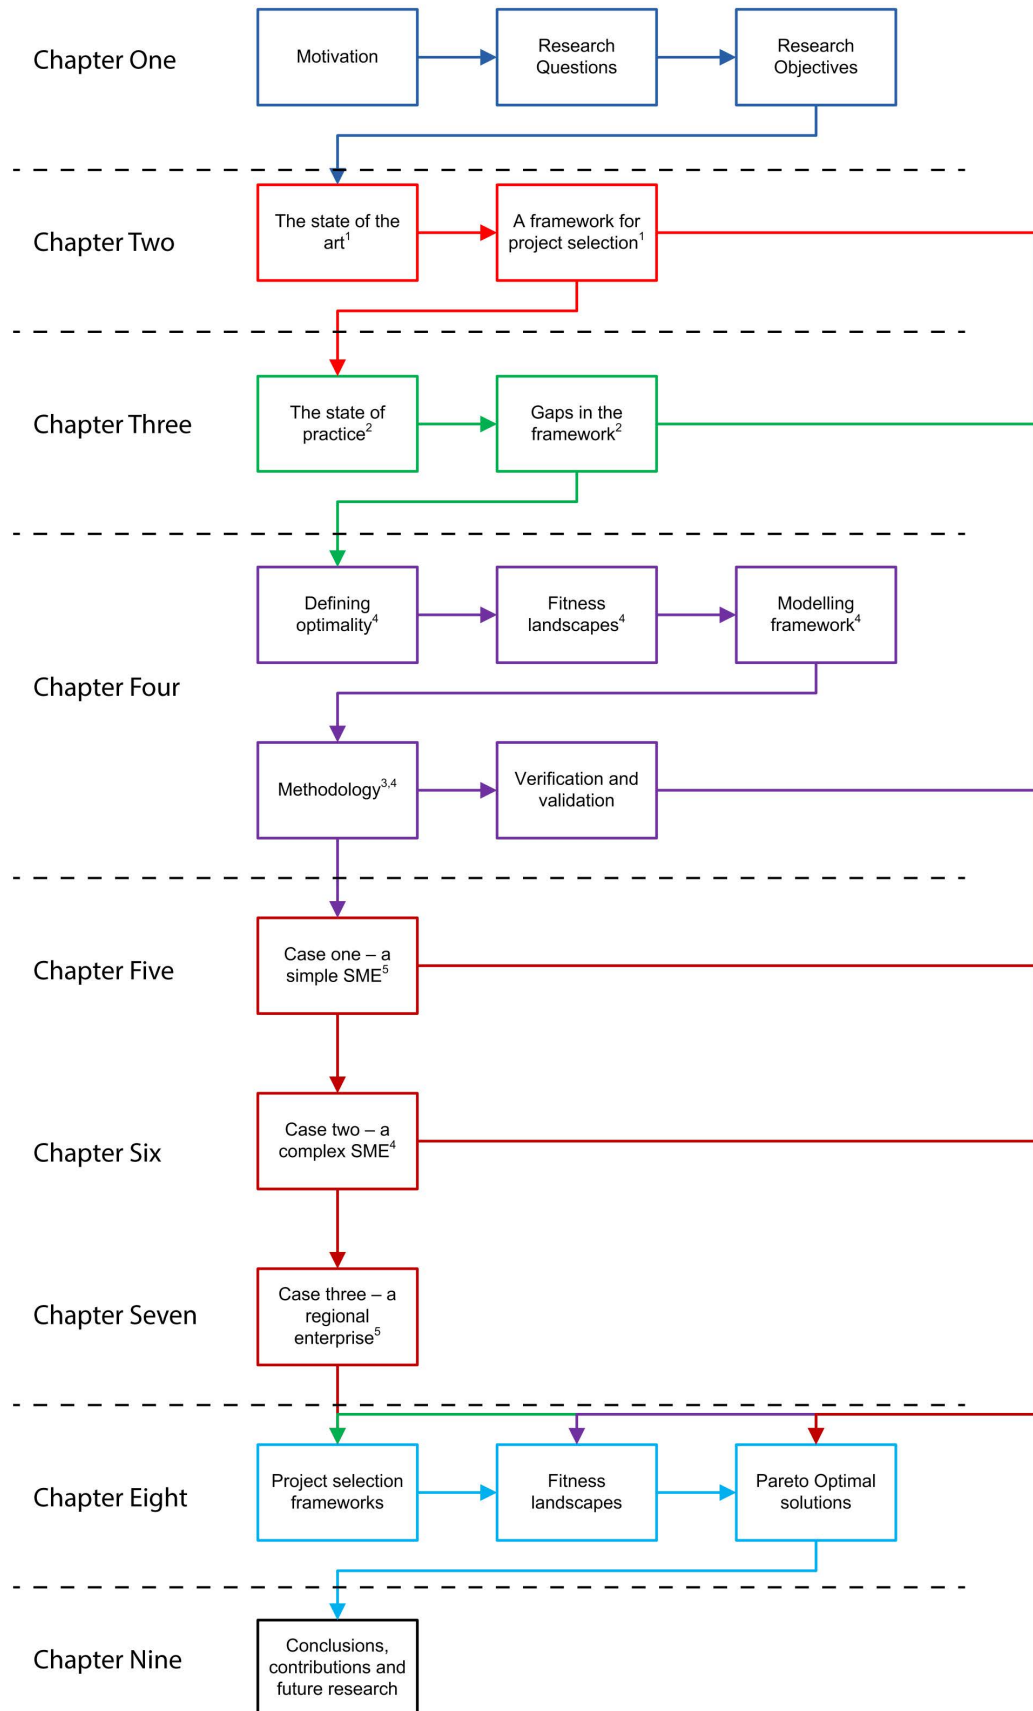 Chapter One
Motivation
Research
Questions
Research
Objectives
Chapter Two
The state of the
art1
A framework for
project selection1
Chapter Three
The state of
practice2
Gaps in the
framework2
Chapter Four
Defining
optimality4
Fitness
landscapes4
Modelling
framework4
Methodology3,4
Verification and
validation
Chapter Five
Case one – a
simple SME5
Chapter Six
Case two – a
complex SME4
Chapter Seven
Case three – a
regional
enterprise5
Chapter Eight
Project selection
frameworks
Fitness
landscapes
Pareto Optimal
solutions
Chapter Nine
Conclusions,
contributions and
future research